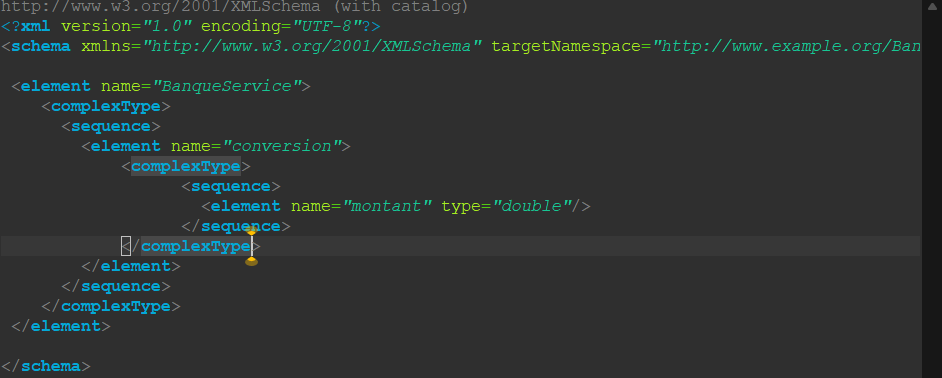 http://www.w3.org/2001/XMLSchema (with catalog)
<?xml version="1.0" encoding="UTF-8"?>
<schema xmlns="http://www.w3.org/2001/XMLSchema" targetNamespace="http://www.example.org/Ban
<element name="BanqueService">
<complexType>
<sequence>
<element name="conversion">
<complexType>
<sequence>
<element name="montant" type="double"/>
</sequence>
</complexType>
</element>
</sequence>
</complexType>
</element>
</schema>